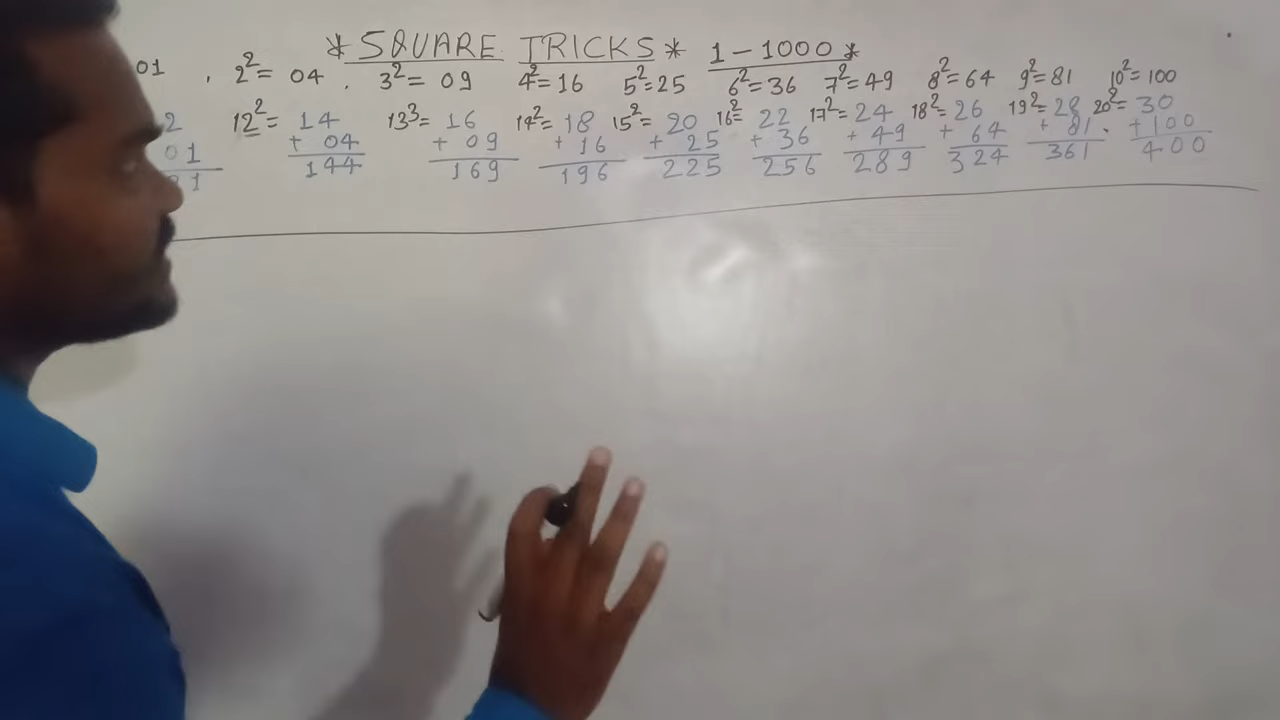 * SQUARE TRICKS * 1 - 1000 *
01 , 2²= 04 . 3²= 09 4²=16 5²=25 6²=36 7²=49 8²=64 9²=81 10²=100
2 12²= 14 13³= 16 14²= 18 15²= 20 16²= 22 17²= 24 18²= 26 19²= 28 20²= 30
01 + 04 + 09 + 16 + 25 + 36 + 49 + 64 + 81 . +100
21 144 169 196 225 256 289 324 361 400